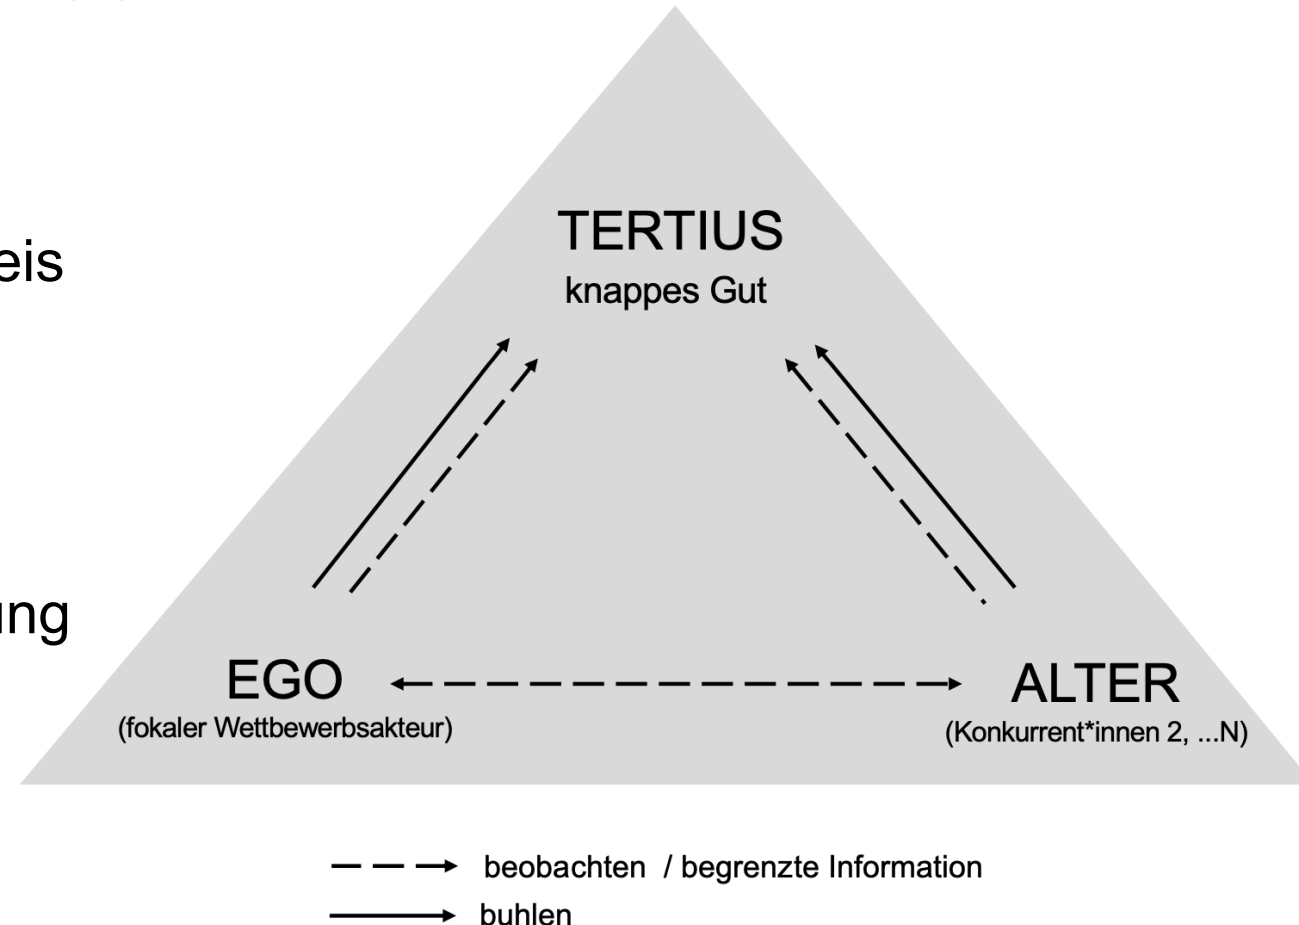 TERTIUS
knappes Gut
eis
ung
EGO
(fokaler Wettbewerbsakteur)
ALTER
(Konkurrent*innen 2, ...N)
beobachten / begrenzte Information
buhlen